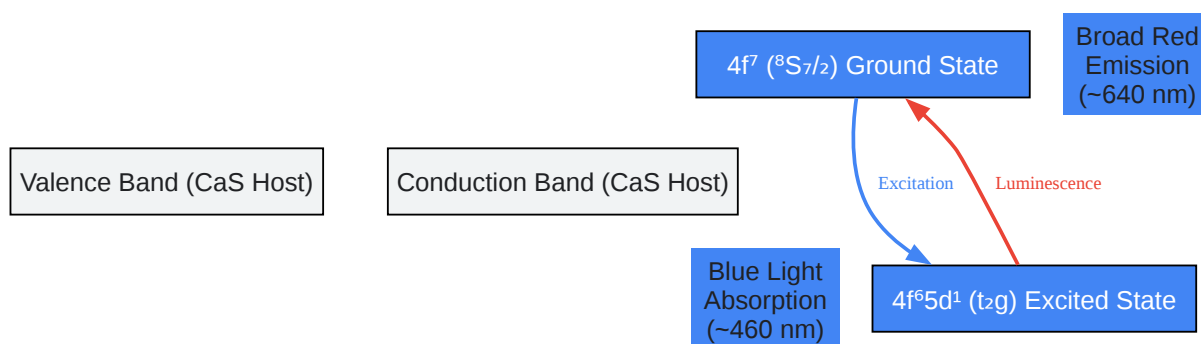 4f⁷ (⁸S₇/₂) Ground State
Broad Red
Emission
(~640 nm)
Valence Band (CaS Host)
Conduction Band (CaS Host)
Excitation
Luminescence
Blue Light
Absorption
(~460 nm)
4f⁶5d¹ (t₂g) Excited State